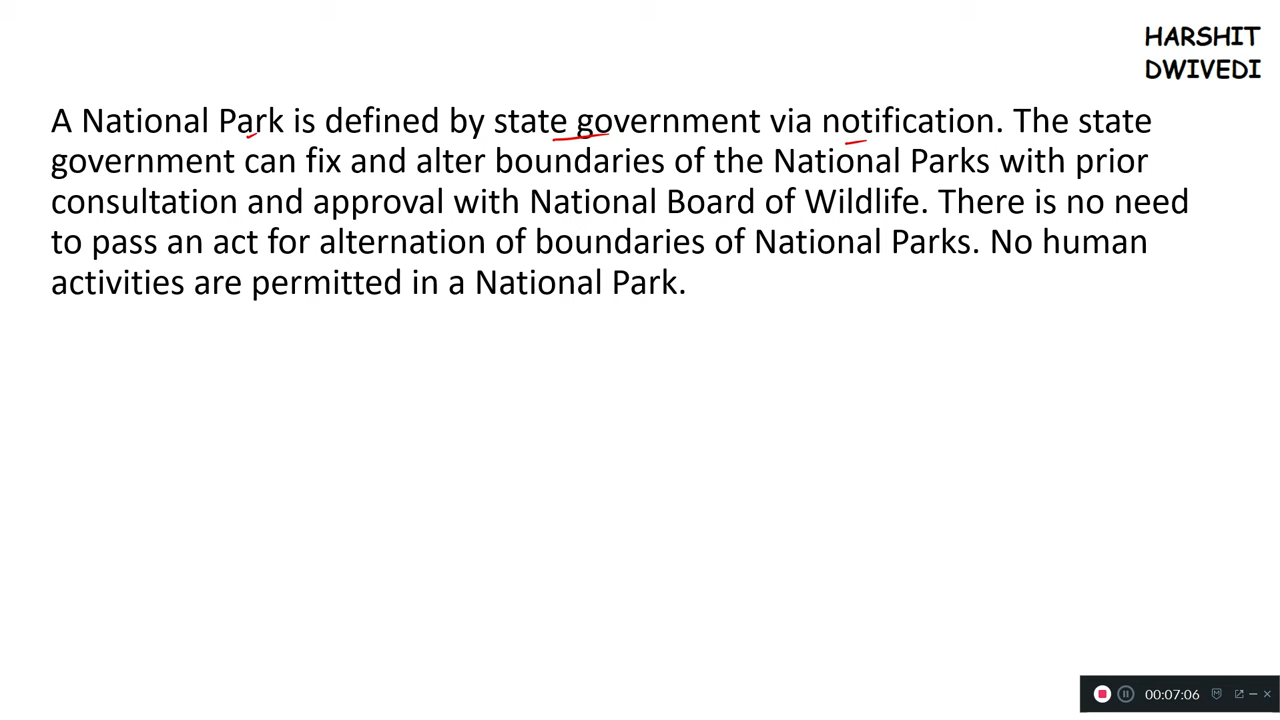 HARSHIT
DWIVEDI
A National Park is defined by state government via notification. The state
government can fix and alter boundaries of the National Parks with prior
consultation and approval with National Board of Wildlife. There is no need
to pass an act for alternation of boundaries of National Parks. No human
activities are permitted in a National Park.
00:07:06